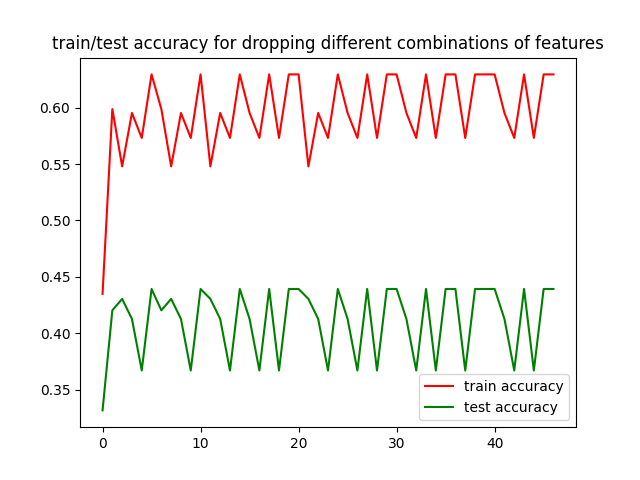 train/test accuracy for dropping different combinations of features
0.60
0.55
0.50
0.45
0.40
0.35
train accuracy
test accuracy
0 10 20 30 40